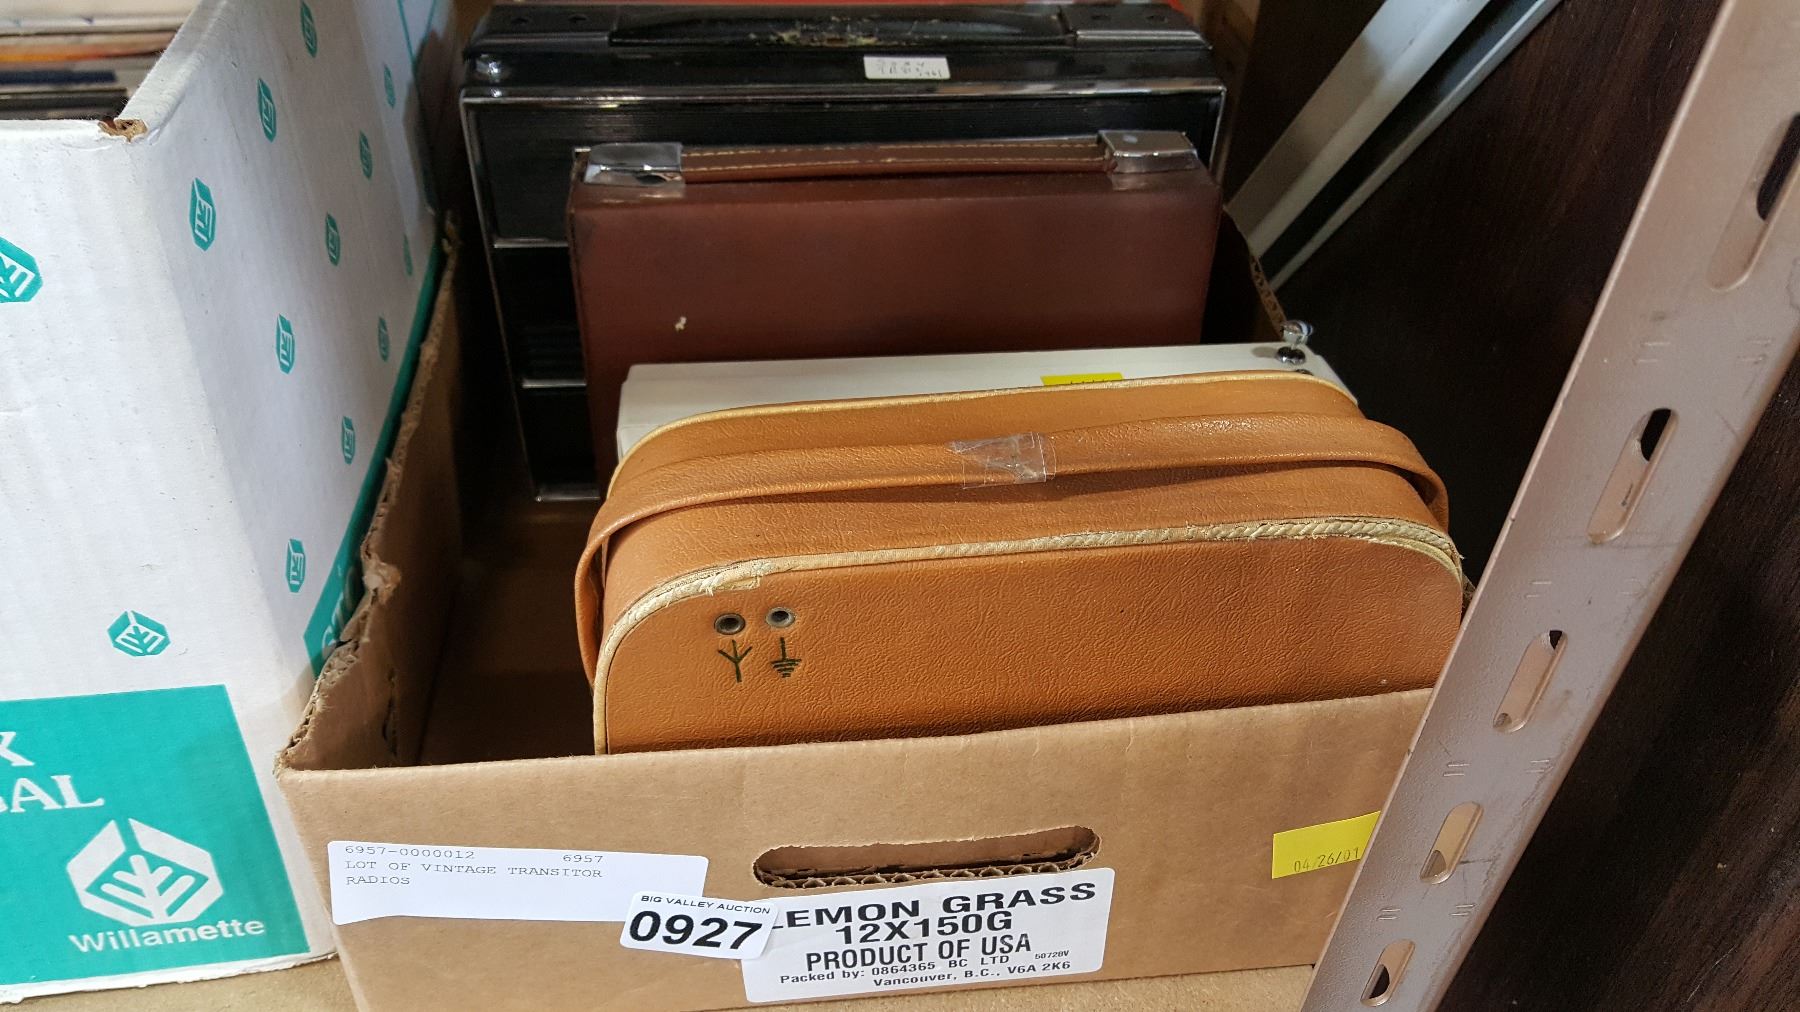 6957-0000012 6957
LOT OF VINTAGE TRANSITOR
RADIOS
BIG VALLEY AUCTION
0927
LEMON GRASS
12X150G
PRODUCT OF USA
50728V
Packed by: 0864365 BC LTD
Vancouver, B.C., V6A 2K6
04/26/01
Willamette